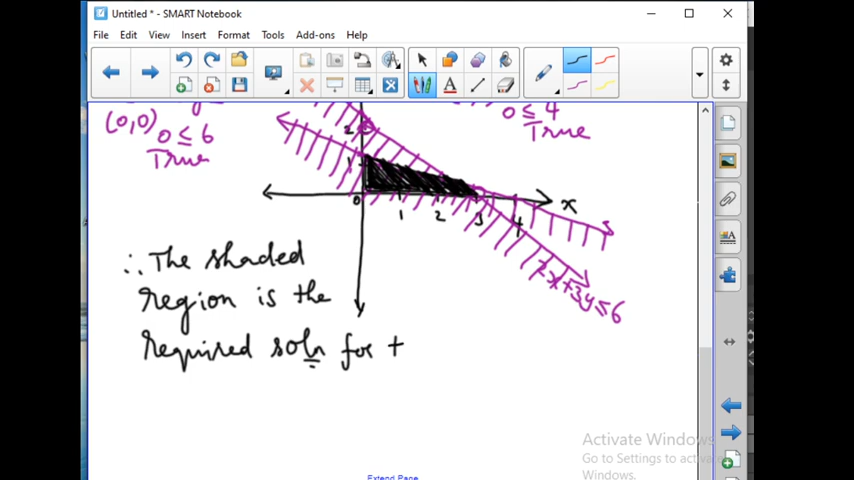 Untitled * - SMART Notebook
File Edit View Insert Format Tools Add-ons Help
(0,0) 0 ≤ 6
True
0 ≤ 4
True
2
1
0
1 2 3 4
x
2x+3y≤6
∴ The shaded
region is the
required soln for t
Activate Windows
Go to Settings to activa
Windows.
Extend Page